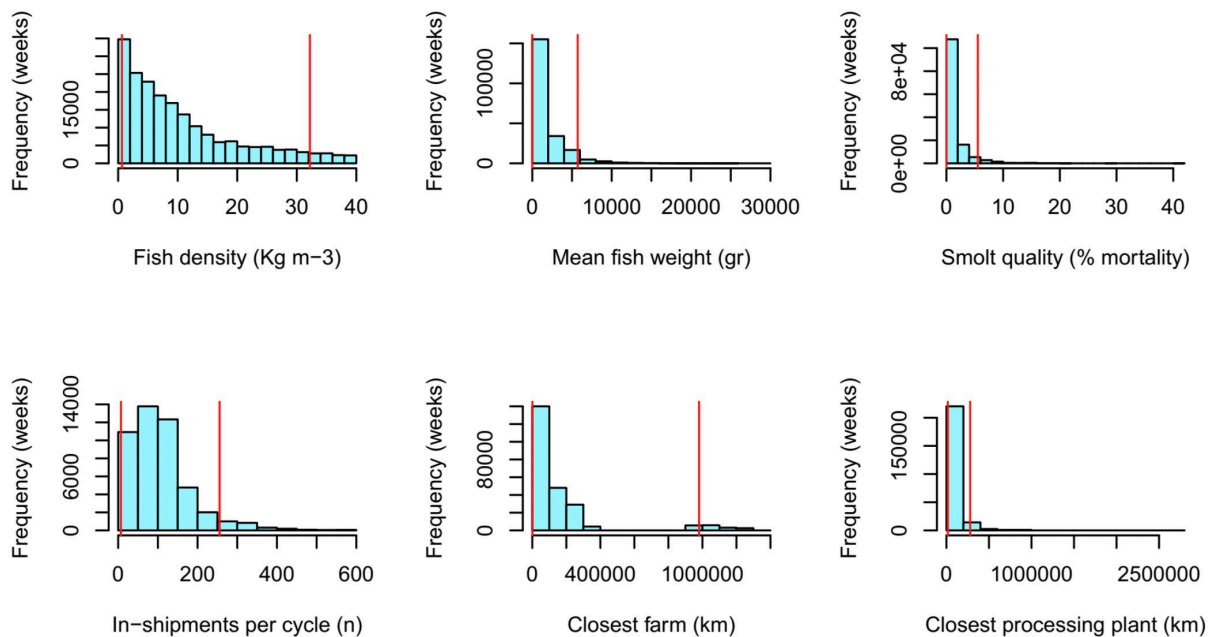 Frequency (weeks)
0 15000
0 10 20 30 40
Fish density (Kg m−3)
Frequency (weeks)
0 100000
0 10000 20000 30000
Mean fish weight (gr)
Frequency (weeks)
0e+00 8e+04
0 10 20 30 40
Smolt quality (% mortality)
Frequency (weeks)
0 6000 14000
0 200 400 600
In−shipments per cycle (n)
Frequency (weeks)
0 80000
0 400000 1000000
Closest farm (km)
Frequency (weeks)
0 150000
0 1000000 2500000
Closest processing plant (km)